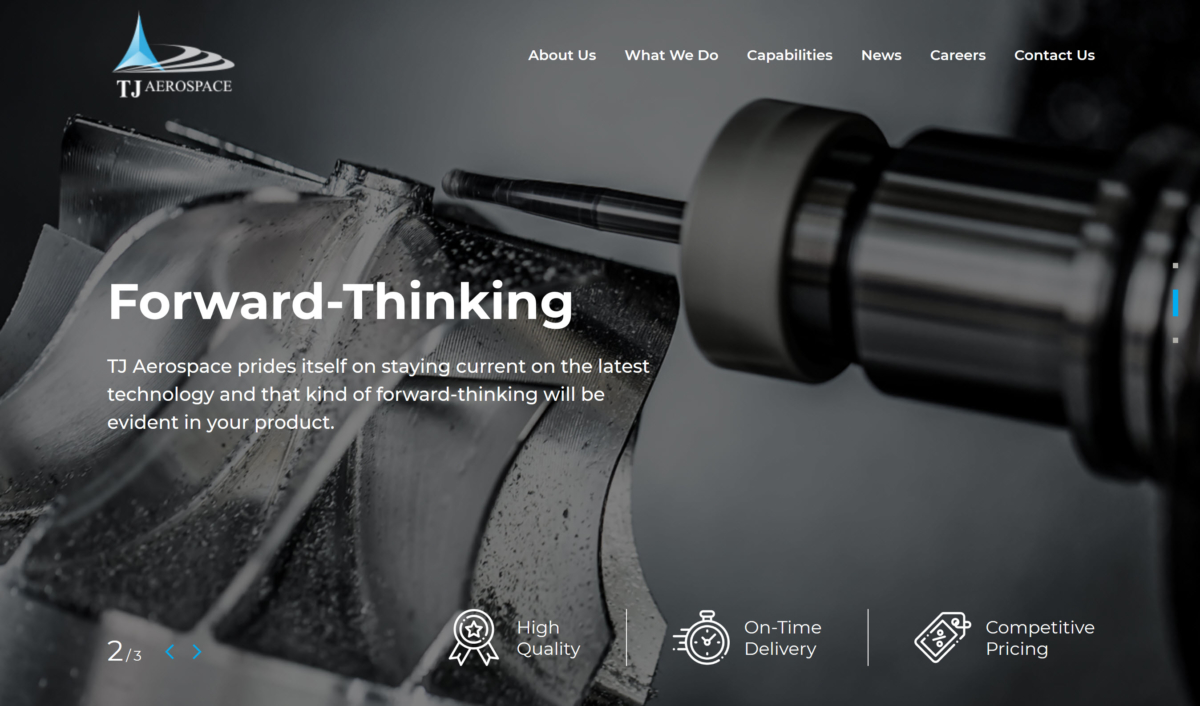 TJ AEROSPACE
About Us What We Do Capabilities News Careers Contact Us
Forward-Thinking
TJ Aerospace prides itself on staying current on the latest
technology and that kind of forward-thinking will be
evident in your product.
2/3
High
Quality
On-Time
Delivery
Competitive
Pricing